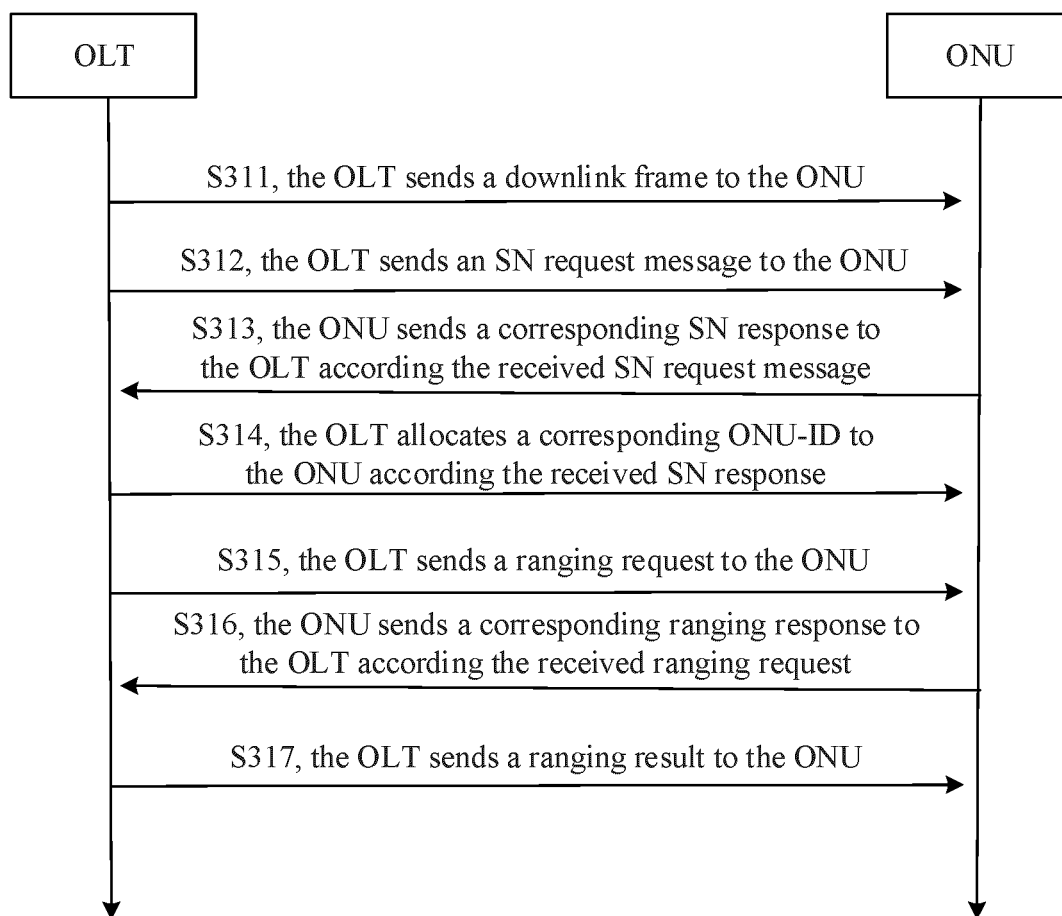 OLT
ONU
S311, the OLT sends a downlink frame to the ONU
S312, the OLT sends an SN request message to the ONU
S313, the ONU sends a corresponding SN response to
the OLT according the received SN request message
S314, the OLT allocates a corresponding ONU-ID to
the ONU according the received SN response
S315, the OLT sends a ranging request to the ONU
S316, the ONU sends a corresponding ranging response to
the OLT according the received ranging request
S317, the OLT sends a ranging result to the ONU